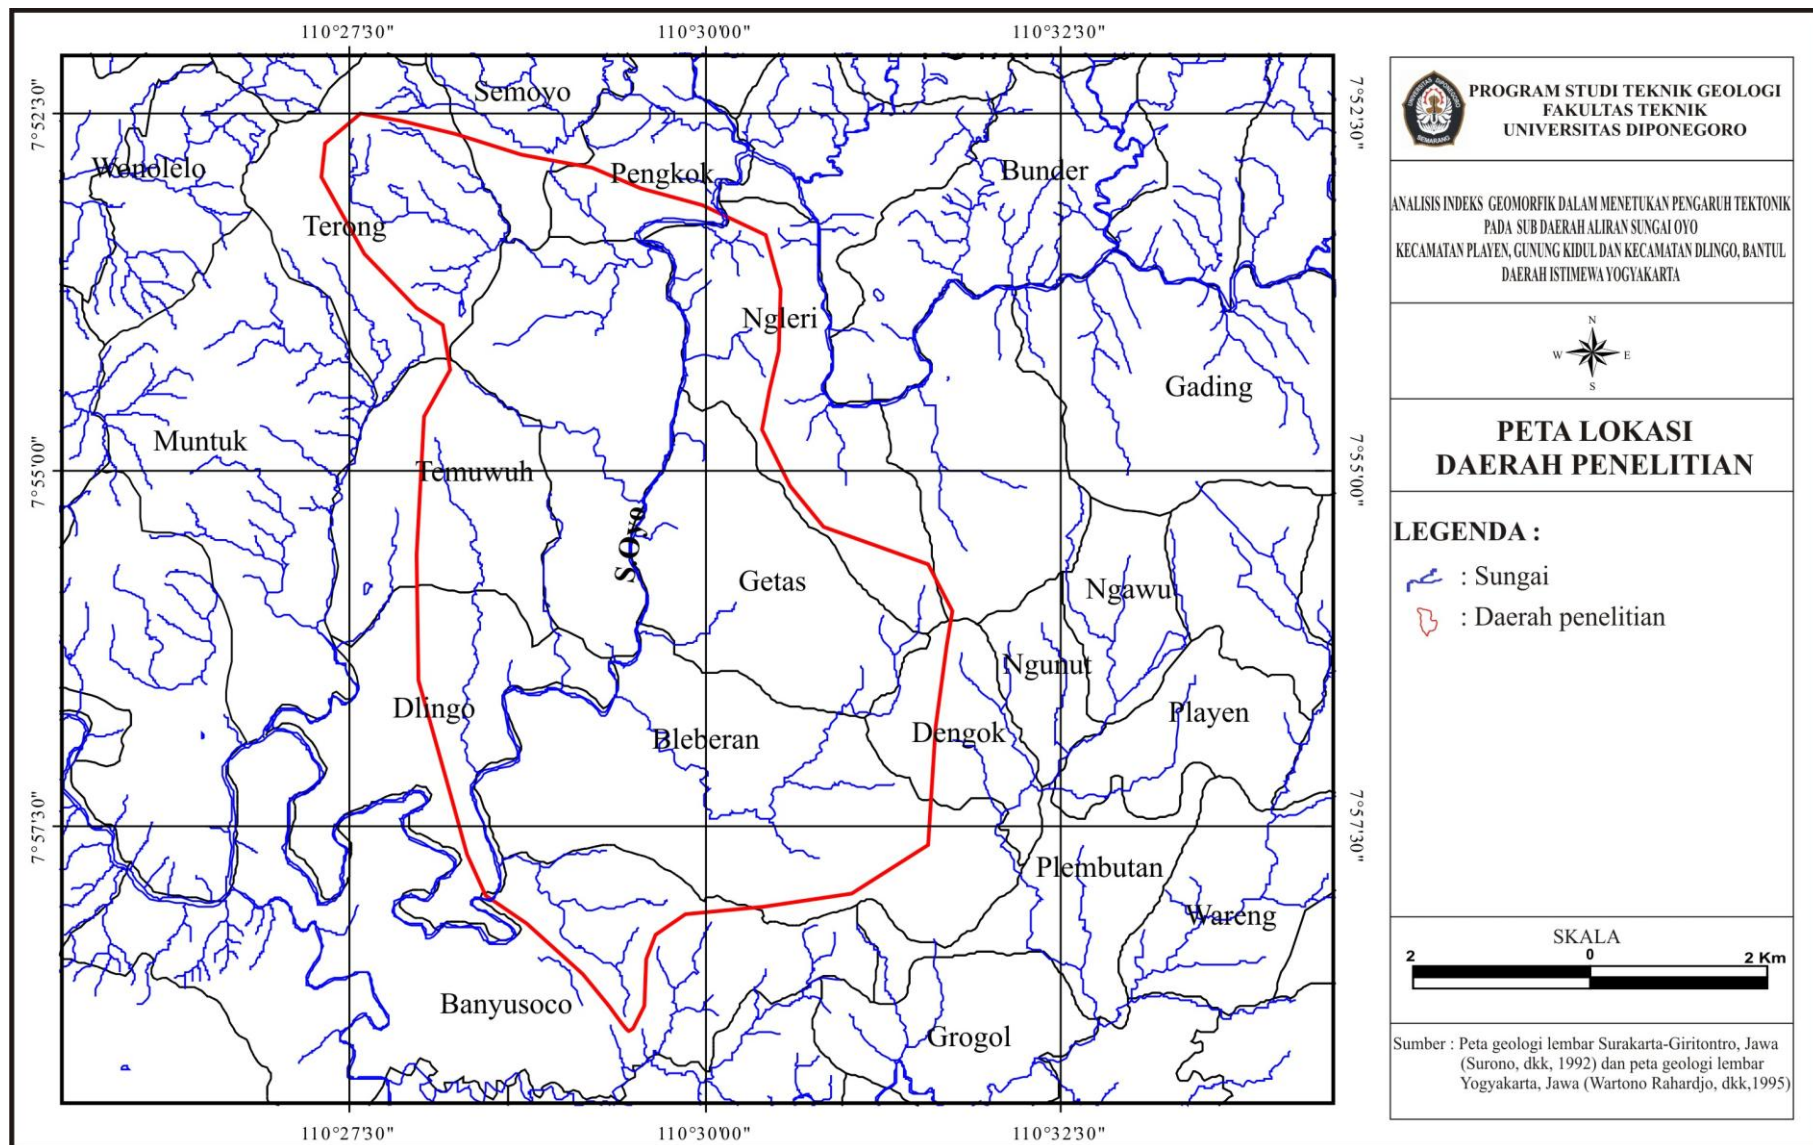 110°27'30"
110°30'00"
110°32'30"
7°52'30"
7°52'30"
Semoyo
Wonolelo
Pengkok
Bunder
Terong
Ngleri
Gading
Muntuk
7°55'00"
7°55'00"
Temuwuh
S.Oyo
Getas
Ngawu
Ngunut
Dlingo
Bleberan
Dengok
Playen
7°57'30"
7°57'30"
Plembutan
Wareng
Banyusoco
Grogol
110°27'30"
110°30'00"
110°32'30"
UNIVERSITAS DIPONEGORO
SEMARANG
PROGRAM STUDI TEKNIK GEOLOGI
FAKULTAS TEKNIK
UNIVERSITAS DIPONEGORO
ANALISIS INDEKS GEOMORFIK DALAM MENETUKAN PENGARUH TEKTONIK
PADA SUB DAERAH ALIRAN SUNGAI OYO
KECAMATAN PLAYEN, GUNUNG KIDUL DAN KECAMATAN DLINGO, BANTUL
DAERAH ISTIMEWA YOGYAKARTA
N
W E
S
PETA LOKASI
DAERAH PENELITIAN
LEGENDA :
: Sungai
: Daerah penelitian
SKALA
2 0 2 Km
Sumber : Peta geologi lembar Surakarta-Giritontro, Jawa
(Surono, dkk, 1992) dan peta geologi lembar
Yogyakarta, Jawa (Wartono Rahardjo, dkk,1995)